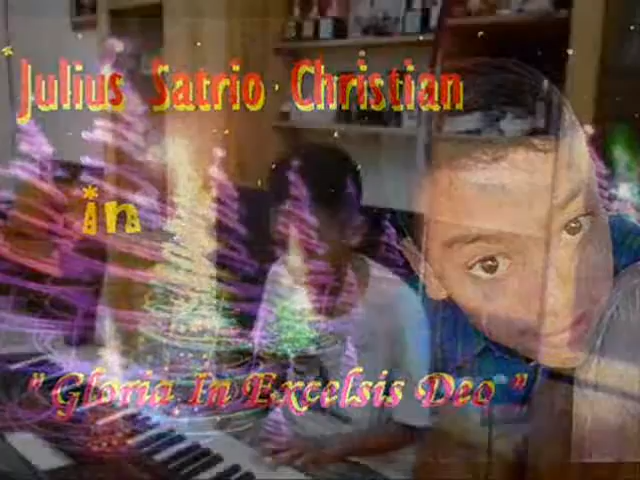 Julius Satrio Christian
in
" Gloria In Excelsis Deo "